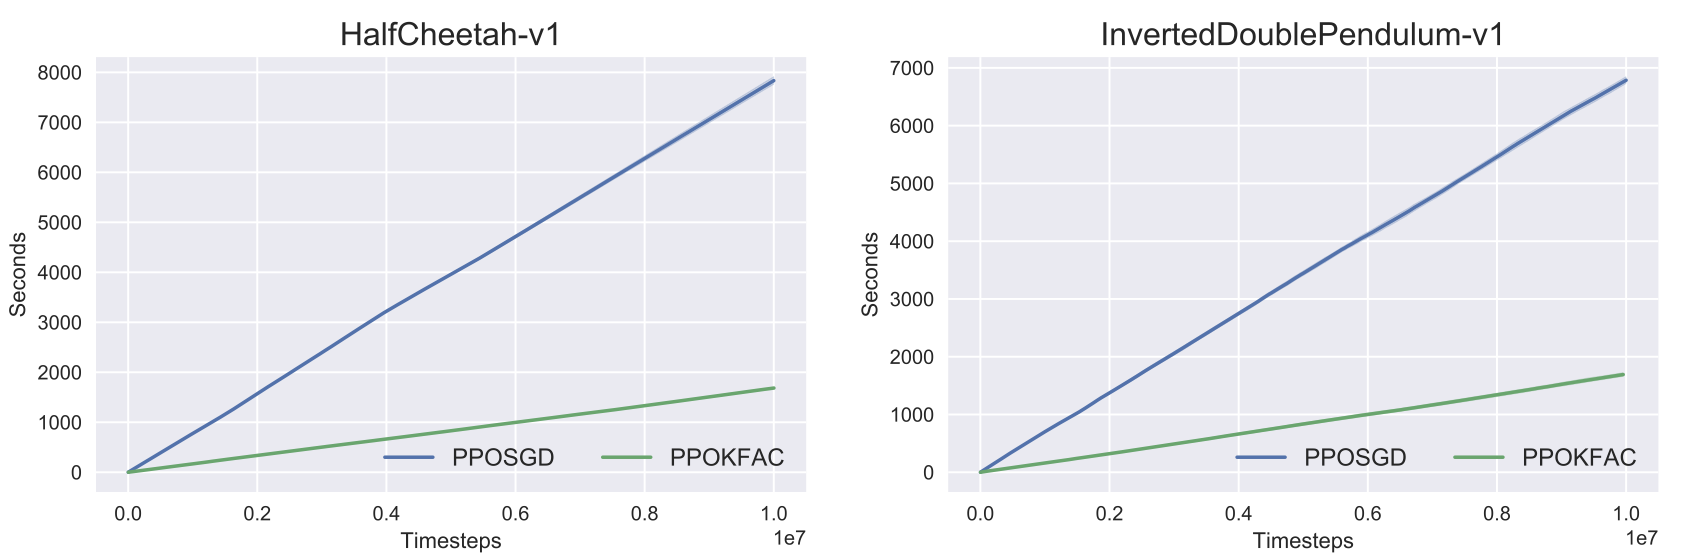 HalfCheetah-v1
8000
7000
6000
5000
4000
3000
2000
1000
0
Seconds
PPOSGD PPOKFAC
0.0 0.2 0.4 0.6 0.8 1.0
1e7
Timesteps
InvertedDoublePendulum-v1
7000
6000
5000
4000
3000
2000
1000
0
Seconds
PPOSGD PPOKFAC
0.0 0.2 0.4 0.6 0.8 1.0
1e7
Timesteps